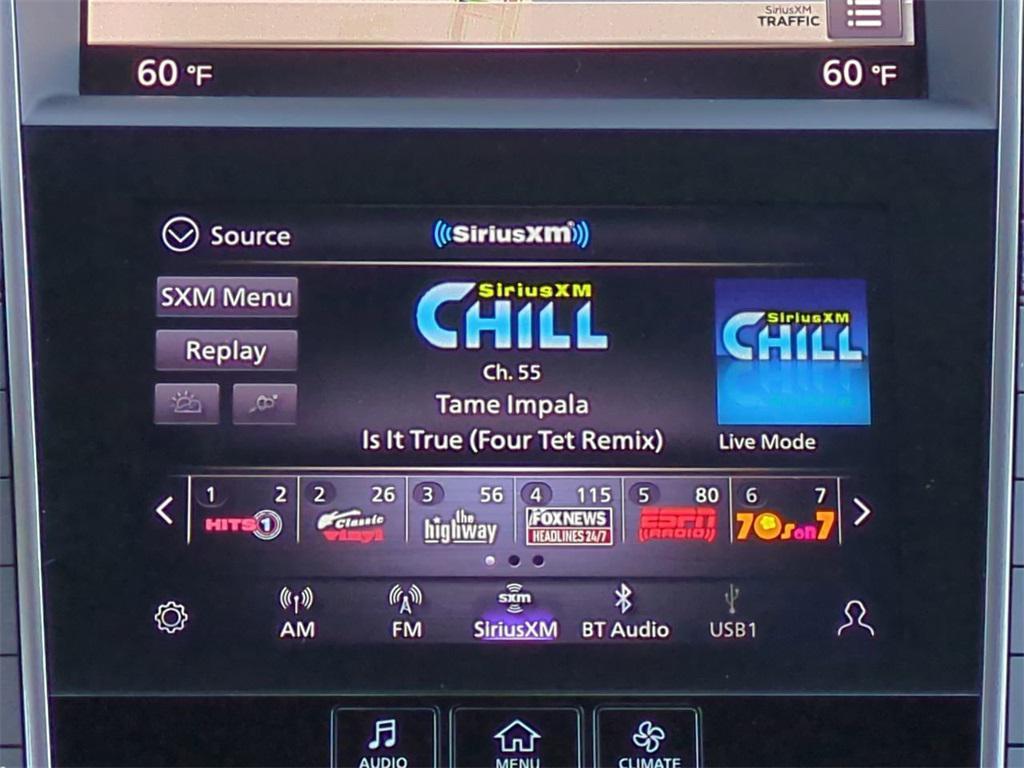 SiriusXM
TRAFFIC
60 °F
60 °F
Source
SiriusXM
SXM Menu
Replay
SiriusXM
CHILL
Ch. 55
Tame Impala
Is It True (Four Tet Remix)
SiriusXM
CHILL
Live Mode
1 2
HITS 1
2 26
Classic
vinyl
3 56
the
highway
4 115
FOX NEWS
HEADLINES 24/7
5 80
ESPN
RADIO
6 7
70s on 7
AM
FM
sxm
SiriusXM
BT Audio
USB1
AUDIO
MENU
CLIMATE